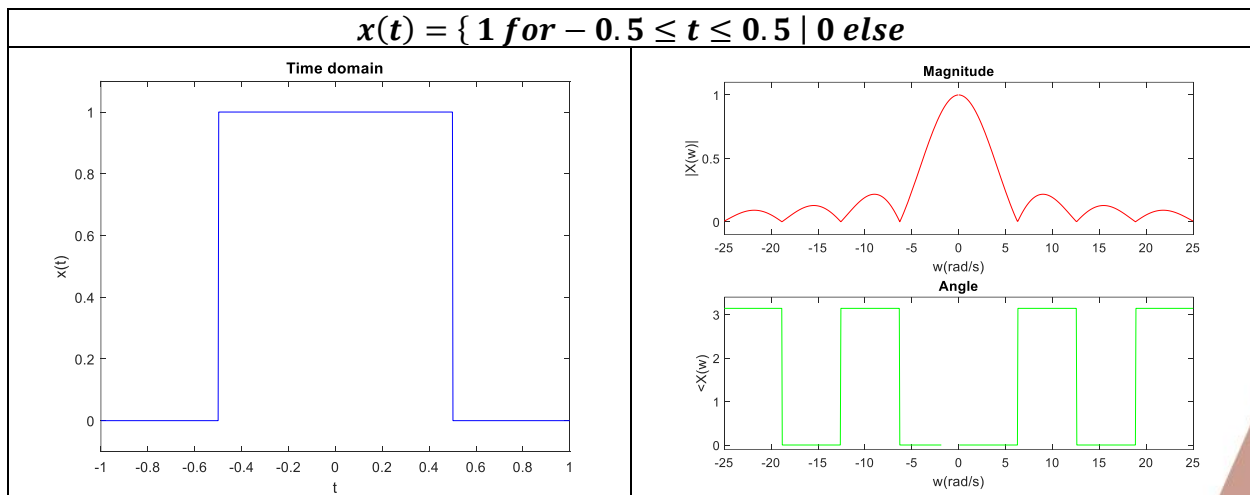 x(t) = { 1 for − 0.5 ≤ t ≤ 0.5 | 0 else
Time domain
x(t)
1
0.8
0.6
0.4
0.2
0
-1 -0.8 -0.6 -0.4 -0.2 0 0.2 0.4 0.6 0.8 1
t
Magnitude
|X(w)|
1
0.5
0
-25 -20 -15 -10 -5 0 5 10 15 20 25
w(rad/s)
Angle
<X(w)
3
2
1
0
-25 -20 -15 -10 -5 0 5 10 15 20 25
w(rad/s)